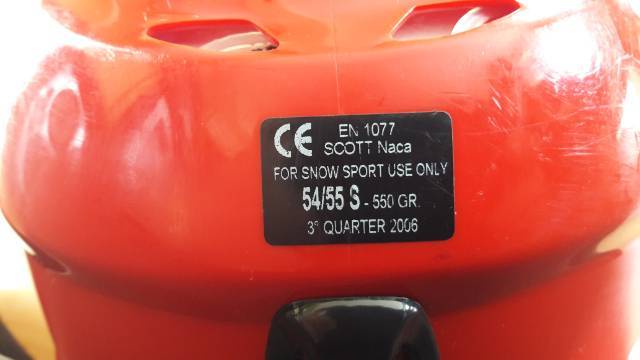 CE EN 1077
SCOTT Naca
FOR SNOW SPORT USE ONLY
54/55 S - 550 GR.
3° QUARTER 2006